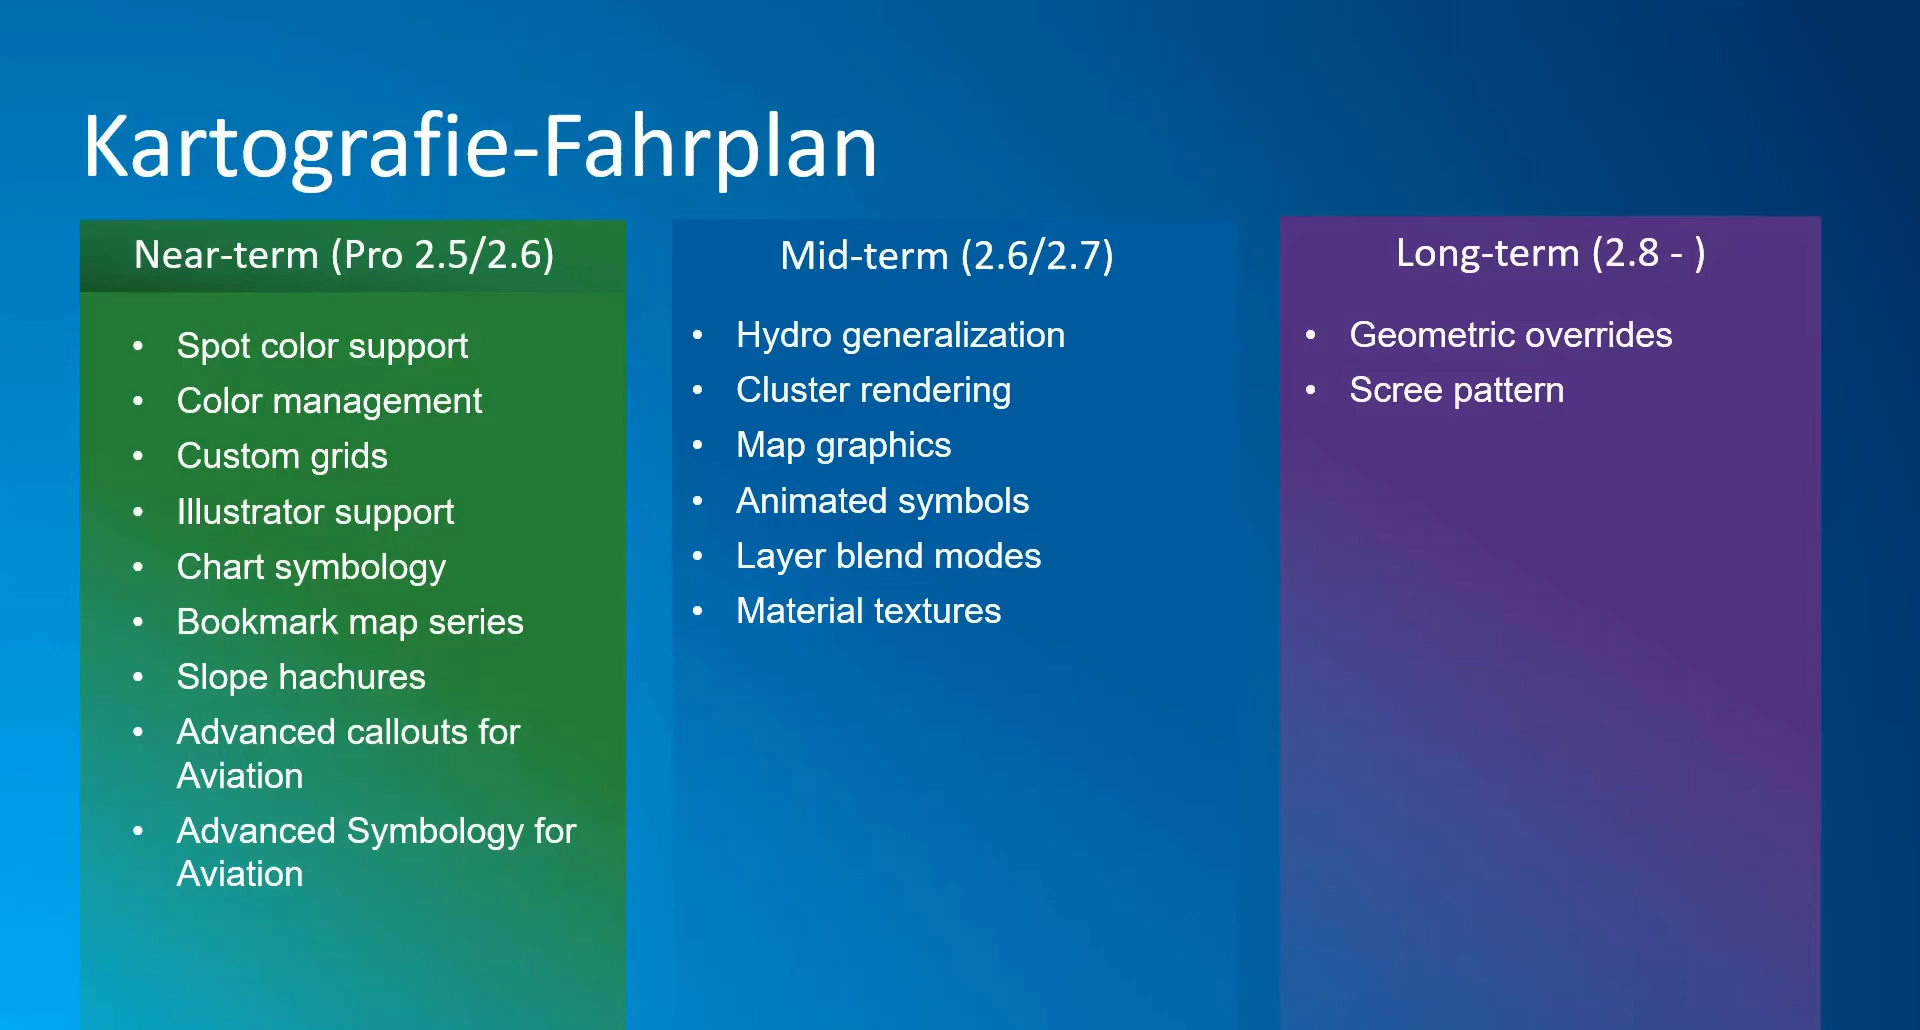 Kartografie-Fahrplan
Near-term (Pro 2.5/2.6)
• Spot color support
• Color management
• Custom grids
• Illustrator support
• Chart symbology
• Bookmark map series
• Slope hachures
• Advanced callouts for
Aviation
• Advanced Symbology for
Aviation
Mid-term (2.6/2.7)
• Hydro generalization
• Cluster rendering
• Map graphics
• Animated symbols
• Layer blend modes
• Material textures
Long-term (2.8 - )
• Geometric overrides
• Scree pattern